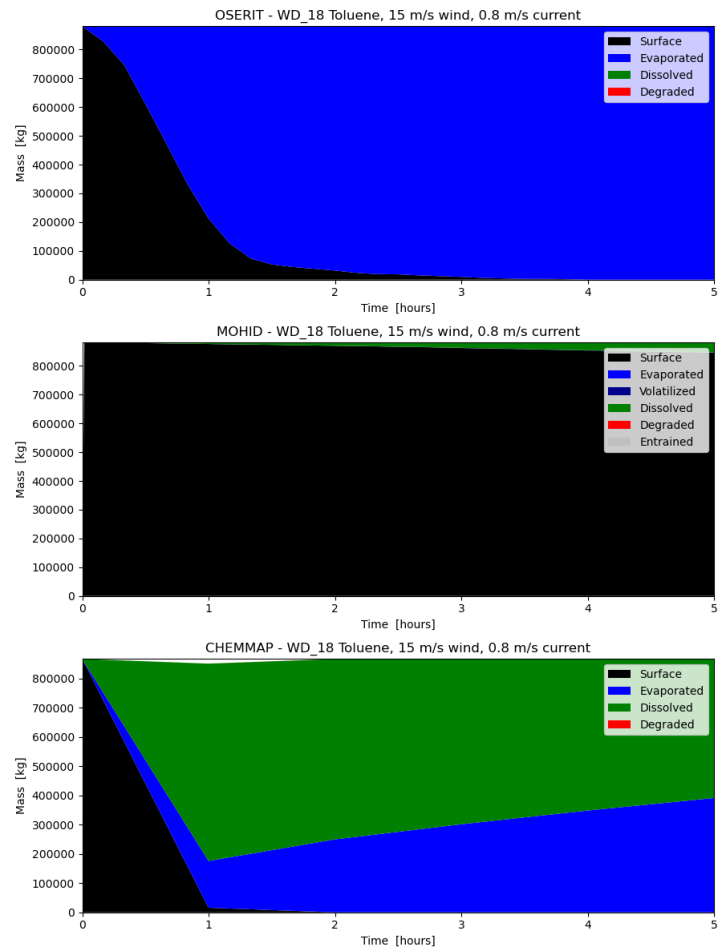 OSERIT - WD_18 Toluene, 15 m/s wind, 0.8 m/s current
Mass [kg]
800000
700000
600000
500000
400000
300000
200000
100000
0
Surface
Evaporated
Dissolved
Degraded
0 1 2 3 4 5
Time [hours]
MOHID - WD_18 Toluene, 15 m/s wind, 0.8 m/s current
Mass [kg]
800000
700000
600000
500000
400000
300000
200000
100000
0
Surface
Evaporated
Volatilized
Dissolved
Degraded
Entrained
0 1 2 3 4 5
Time [hours]
CHEMMAP - WD_18 Toluene, 15 m/s wind, 0.8 m/s current
Mass [kg]
800000
700000
600000
500000
400000
300000
200000
100000
0
Surface
Evaporated
Dissolved
Degraded
0 1 2 3 4 5
Time [hours]